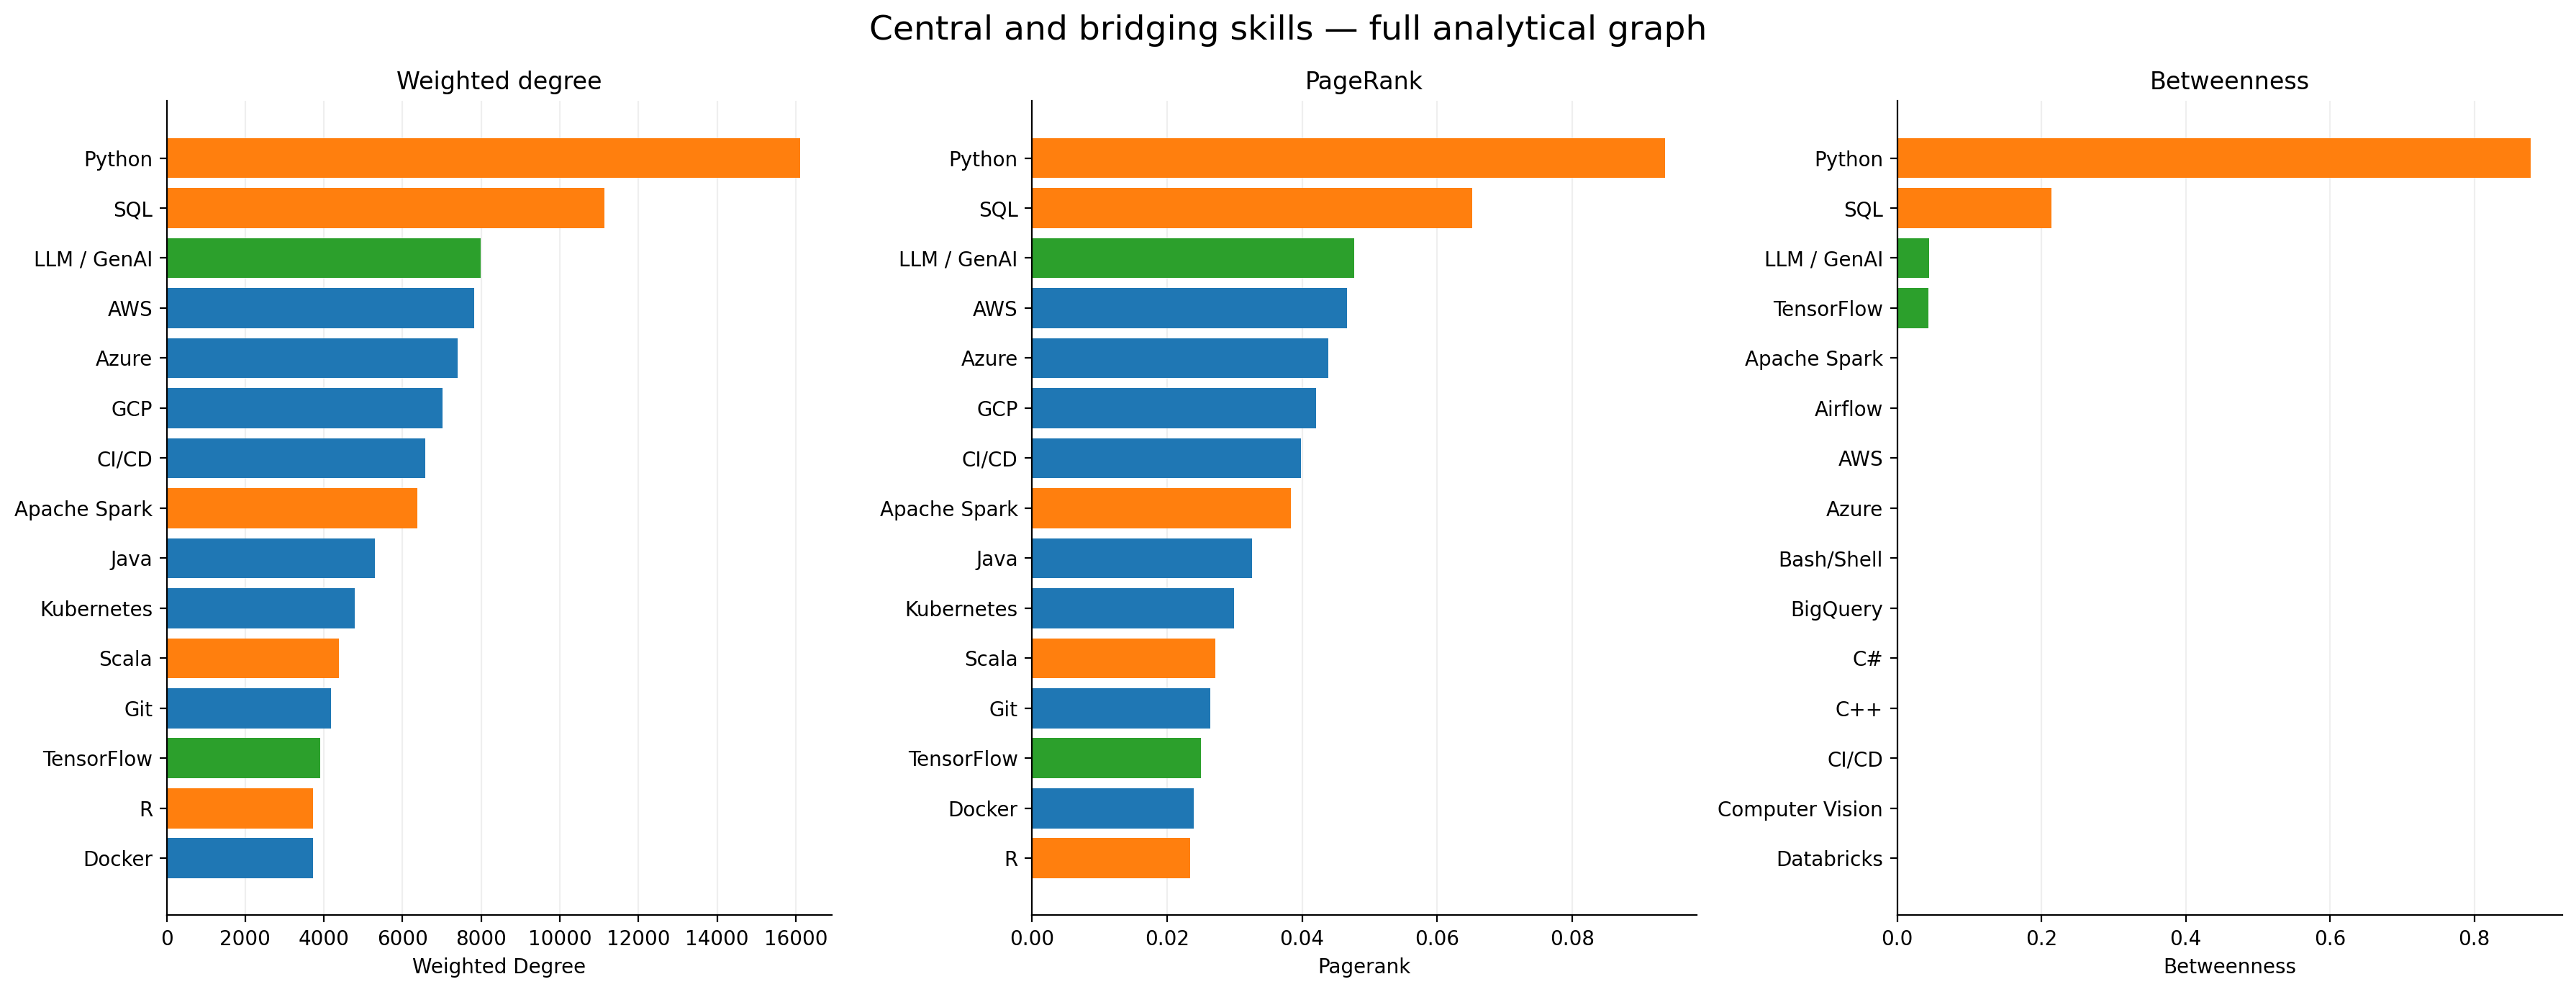 Central and bridging skills — full analytical graph
Weighted degree
Python
SQL
LLM / GenAI
AWS
Azure
GCP
CI/CD
Apache Spark
Java
Kubernetes
Scala
Git
TensorFlow
R
Docker
0 2000 4000 6000 8000 10000 12000 14000 16000
Weighted Degree
PageRank
Python
SQL
LLM / GenAI
AWS
Azure
GCP
CI/CD
Apache Spark
Java
Kubernetes
Scala
Git
TensorFlow
Docker
R
0.00 0.02 0.04 0.06 0.08
Pagerank
Betweenness
Python
SQL
LLM / GenAI
TensorFlow
Apache Spark
Airflow
AWS
Azure
Bash/Shell
BigQuery
C#
C++
CI/CD
Computer Vision
Databricks
0.0 0.2 0.4 0.6 0.8
Betweenness